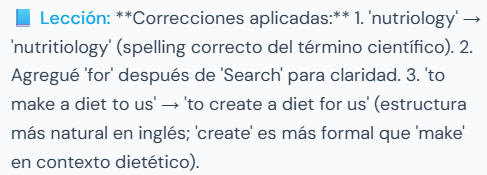 📘 Lección: **Correcciones aplicadas:** 1. 'nutriology' →
'nutritiology' (spelling correcto del término científico). 2.
Agregué 'for' después de 'Search' para claridad. 3. 'to
make a diet to us' → 'to create a diet for us' (estructura
más natural en inglés; 'create' es más formal que 'make'
en contexto dietético).